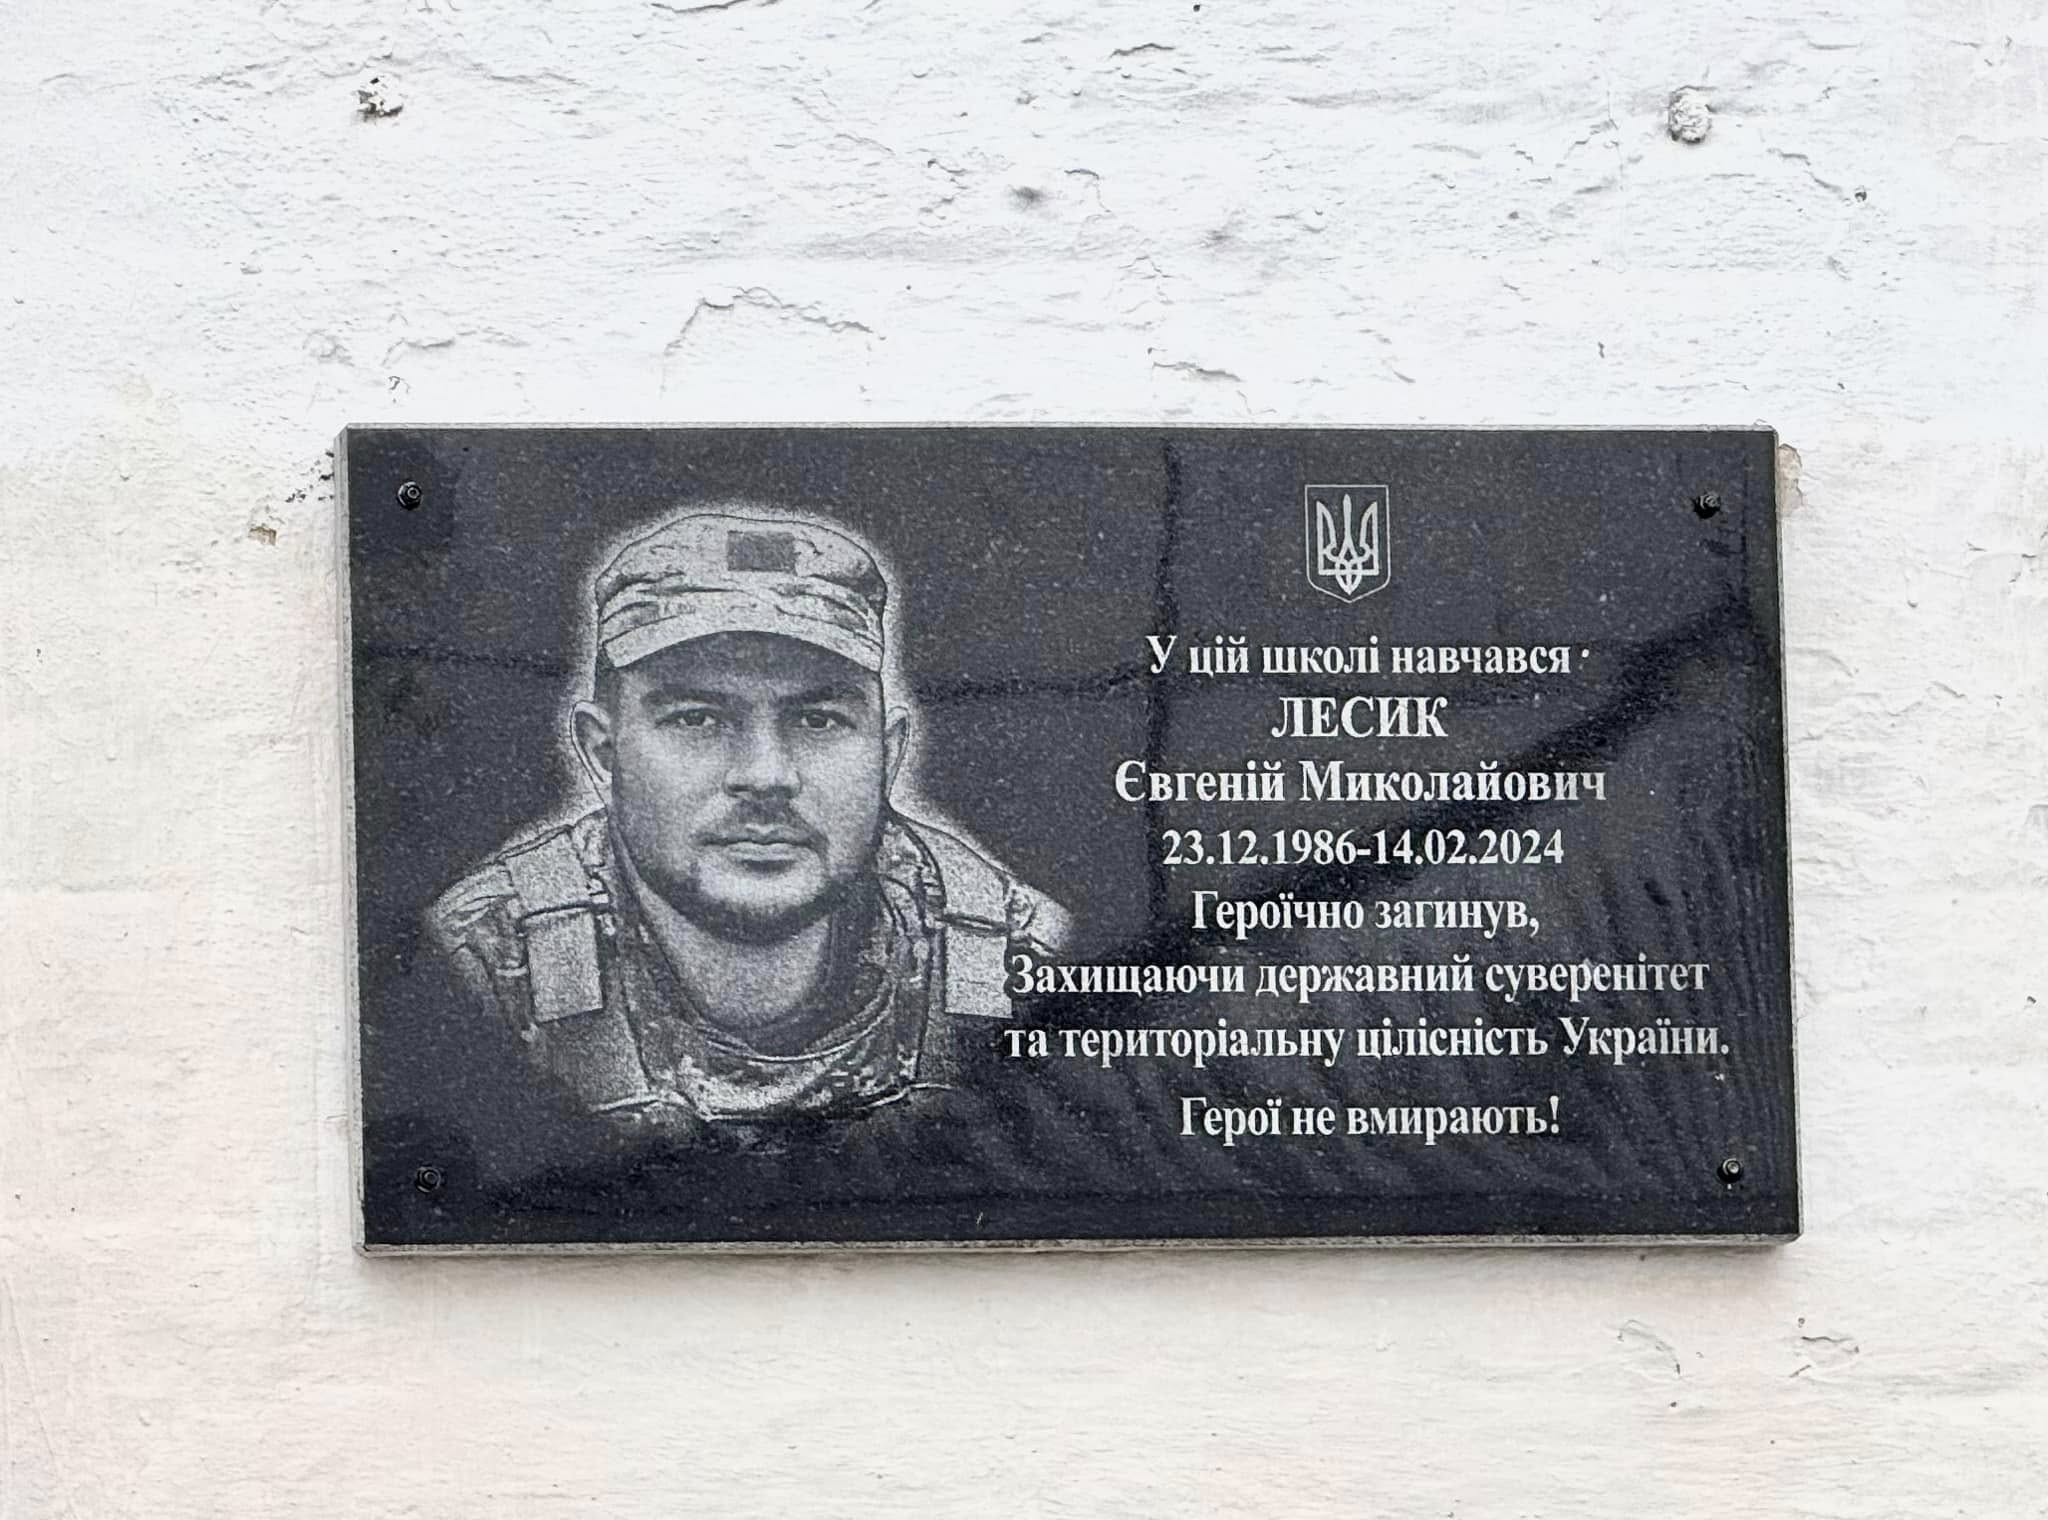 У цій школі навчався
ЛЕСИК
Євгеній Миколайович
23.12.1986-14.02.2024
Героїчно загинув,
Захищаючи державний суверенітет
та територіальну цілісність України.
Герої не вмирають!